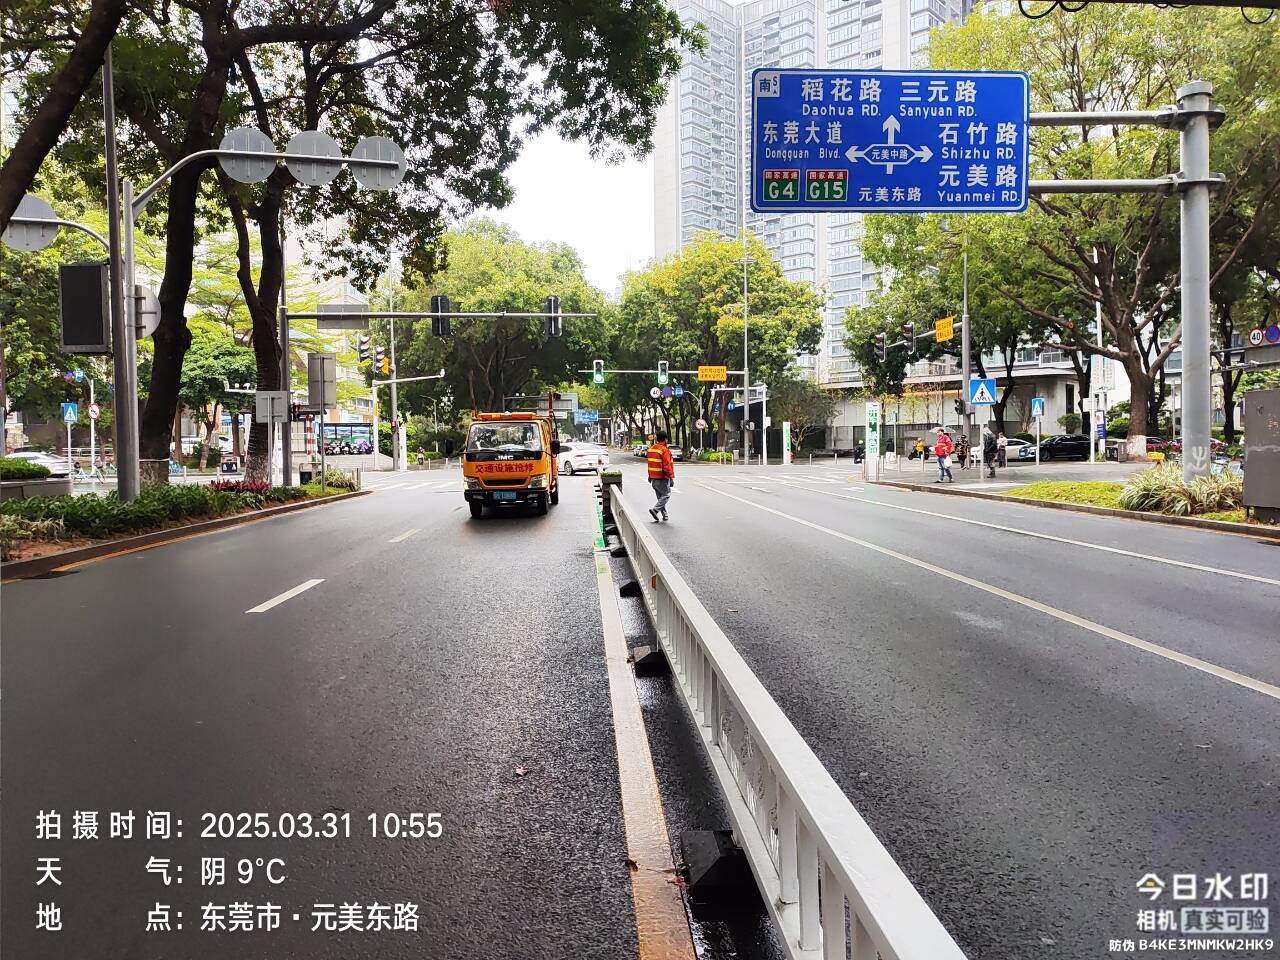 南 S
稻花路 三元路
Daohua RD. Sanyuan RD.
东莞大道
Dongguan Blvd.
元美中路
石竹路
Shizhu RD.
国家高速
G4
国家高速
G15
元美东路
元美路
Yuanmei RD.
40
JMC
交通设施抢修
拍摄时间：2025.03.31 10:55
天气：阴 9°C
地点：东莞市·元美东路
今日水印
相机 真实可验
防伪 B4KE3MNMKW2HK9